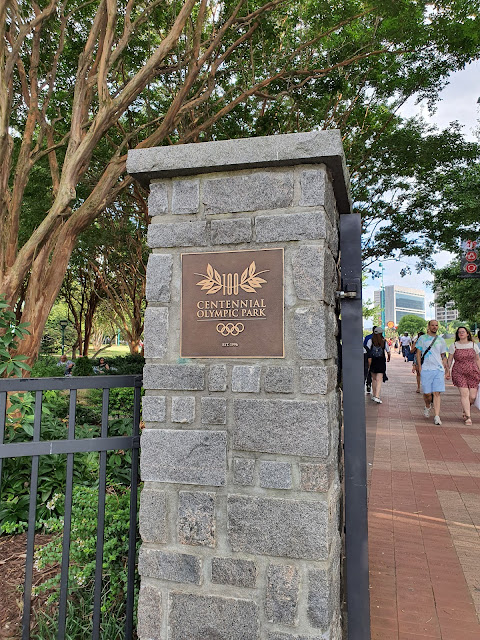 100
CENTENNIAL
OLYMPIC PARK
EST. 1996